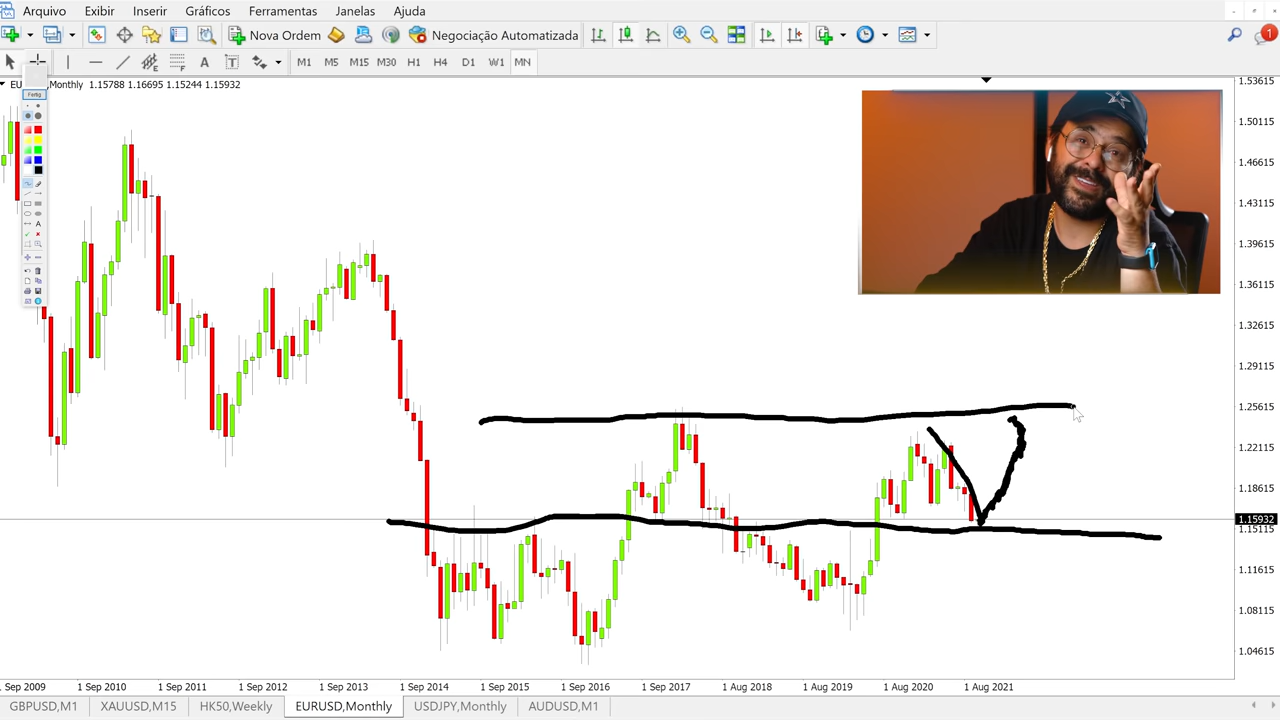 Arquivo Exibir Inserir Gráficos Ferramentas Janelas Ajuda
Nova Ordem Negociação Automatizada 1
A T M1 M5 M15 M30 H1 H4 D1 W1 MN
Monthly 1.15788 1.16695 1.15244 1.15932
Fertig
A
1.53615
1.50115
1.46615
1.43115
1.39615
1.36115
1.32615
1.29115
1.25615
1.22115
1.18615
1.15932
1.15115
1.11615
1.08115
1.04615
Sep 2009 1 Sep 2010 1 Sep 2011 1 Sep 2012 1 Sep 2013 1 Sep 2014 1 Sep 2015 1 Sep 2016 1 Sep 2017 1 Aug 2018 1 Aug 2019 1 Aug 2020 1 Aug 2021
GBPUSD,M1 XAUUSD,M15 HK50,Weekly EURUSD,Monthly USDJPY,Monthly AUDUSD,M1